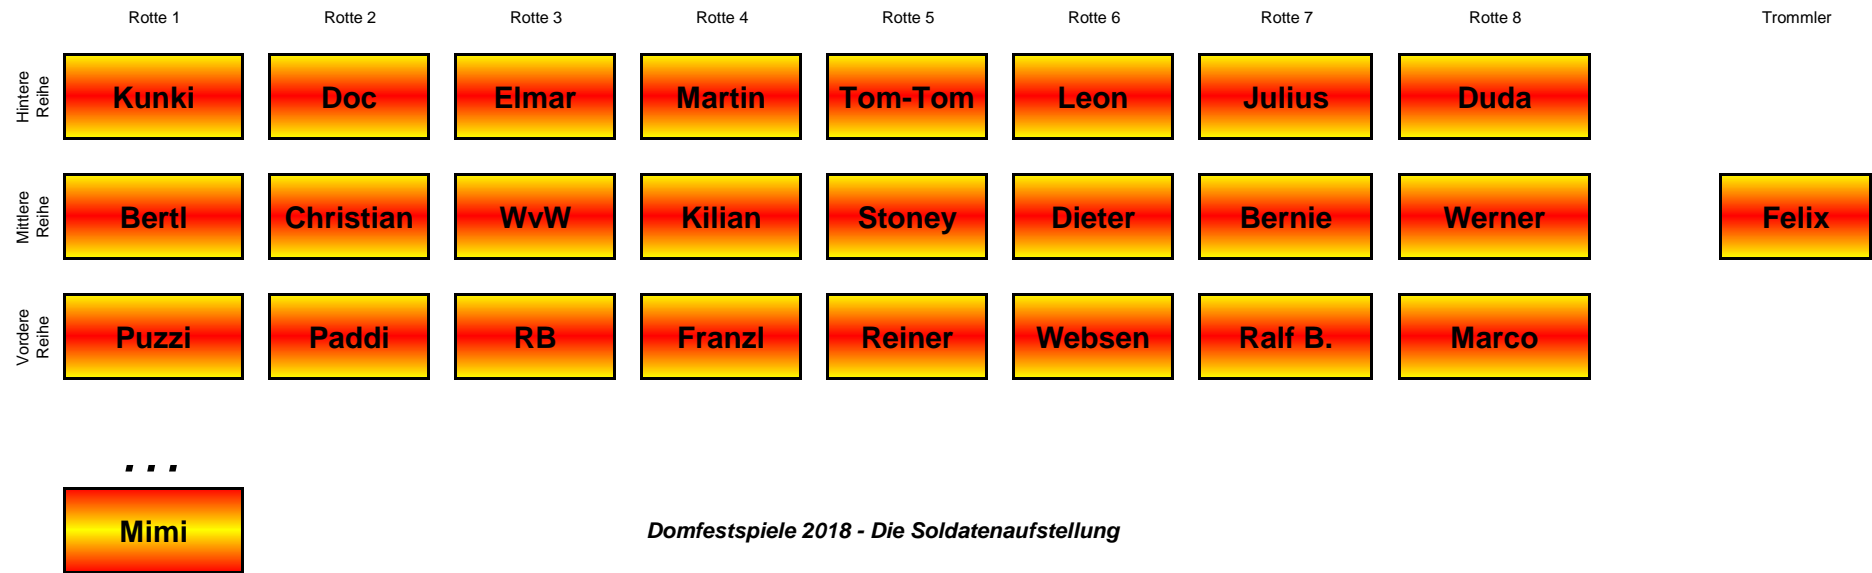 Rotte 1 Rotte 2 Rotte 3 Rotte 4 Rotte 5 Rotte 6 Rotte 7 Rotte 8 Trommler
Hintere
Reihe
Kunki Doc Elmar Martin Tom-Tom Leon Julius Duda
Mittlere
Reihe
Bertl Christian WvW Kilian Stoney Dieter Bernie Werner Felix
Vordere
Reihe
Puzzi Paddi RB Franzl Reiner Websen Ralf B. Marco
...
Mimi Domfestspiele 2018 - Die Soldatenaufstellung